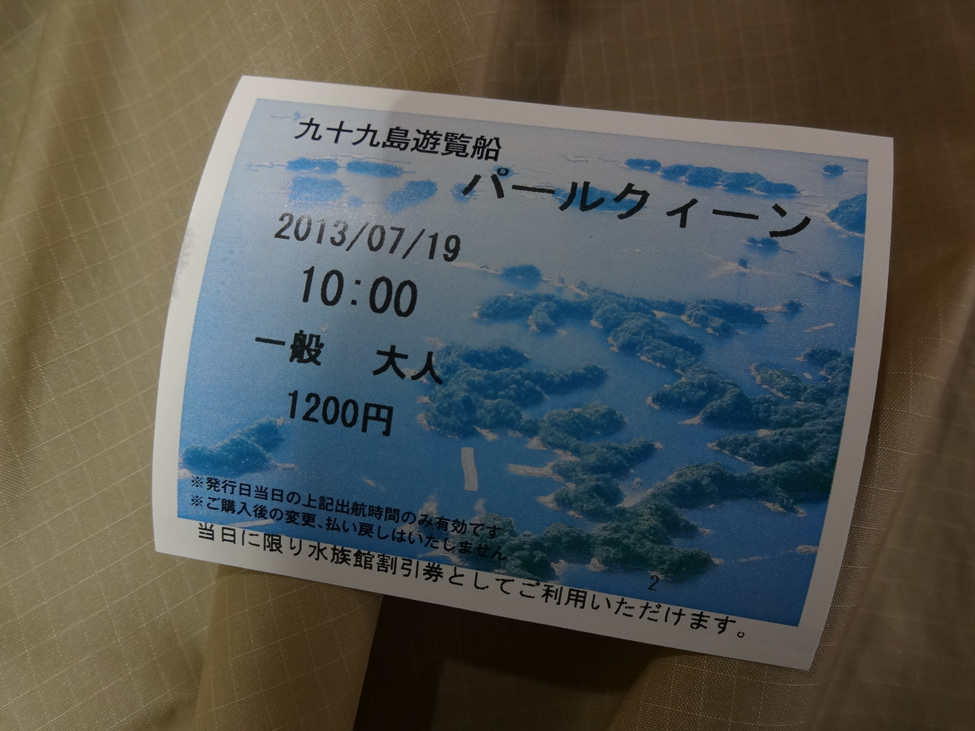 九十九島遊覧船
パールクィーン
2013/07/19
10:00
一般 大人
1200円
※発行日当日の上記出航時間のみ有効です
※ご購入後の変更、払い戻しはいたしません
2
当日に限り水族館割引券としてご利用いただけます。